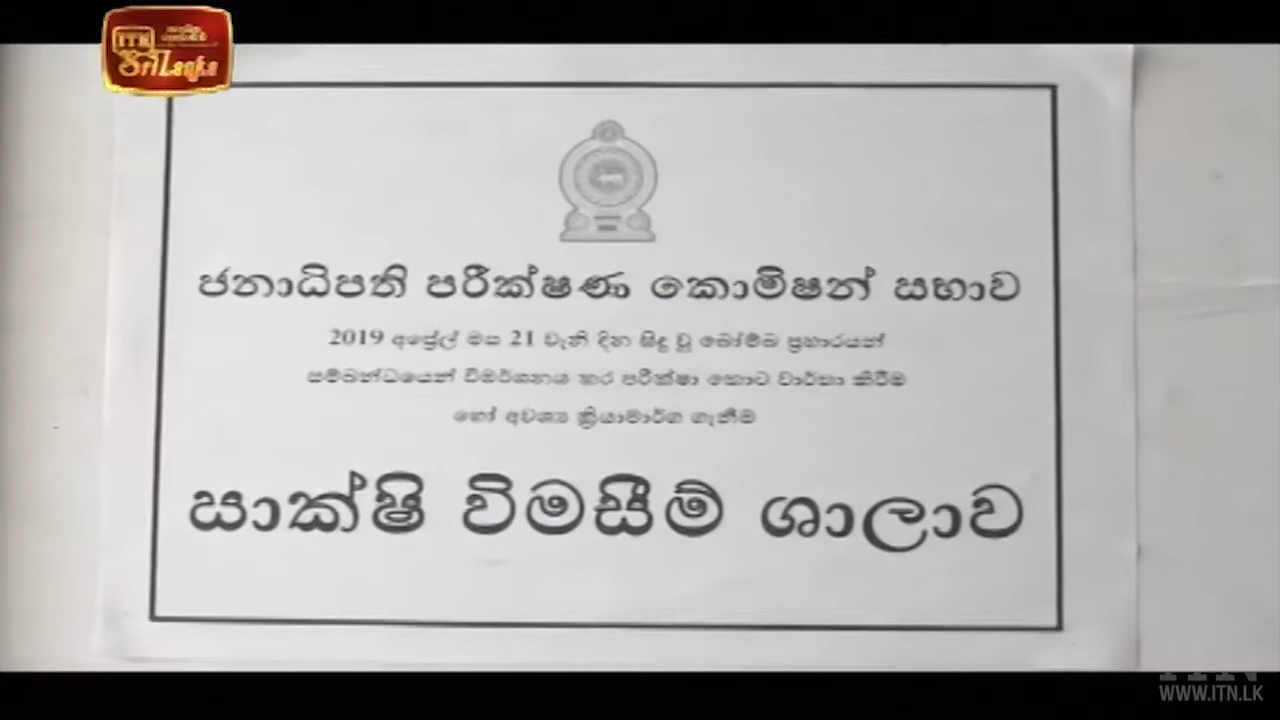 ITN
Sri Lanka
ජනාධිපති පරීක්ෂණ කොමිෂන් සභාව
2019 අප්‍රේල් මස 21 වැනි දින සිදු වූ බෝම්බ ප්‍රහාරයන්
සම්බන්ධයෙන් විමර්ශනය කර පරීක්ෂා කොට වාර්තා කිරීම
හෝ අවශ්‍ය ක්‍රියාමාර්ග ගැනීම
සාක්ෂි විමසීම් ශාලාව
ITN
WWW.ITN.LK